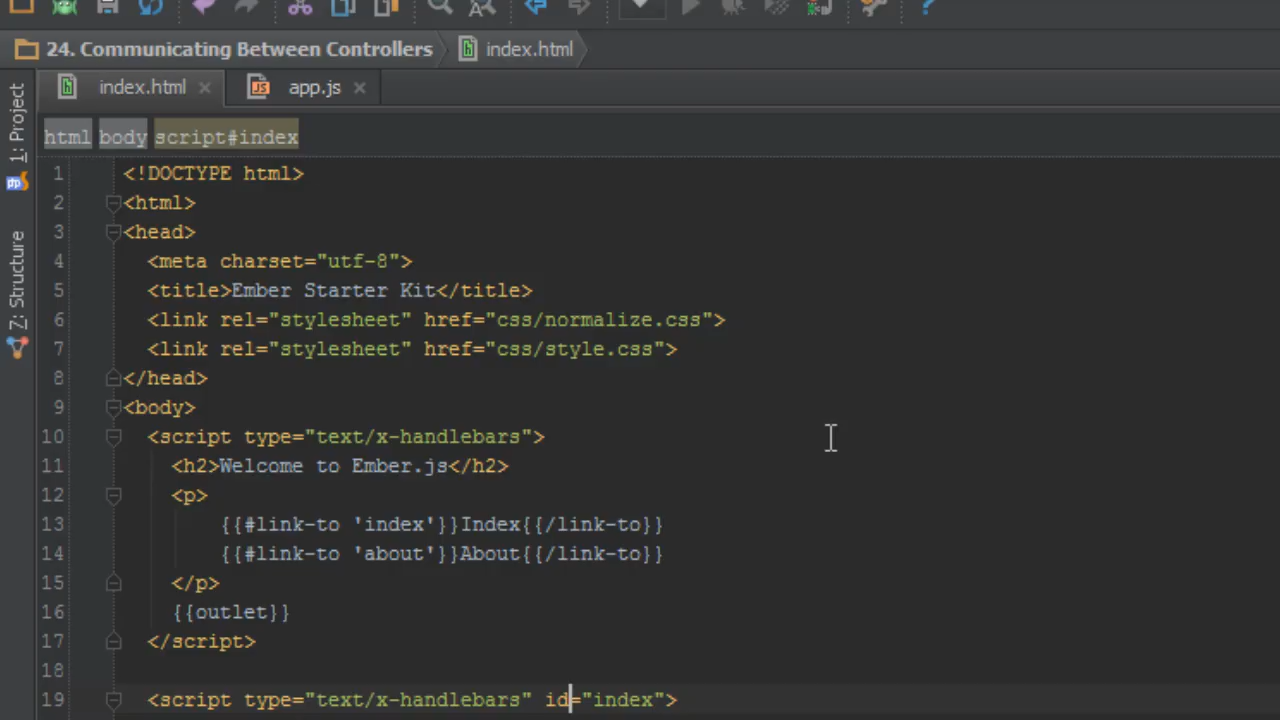 24. Communicating Between Controllers index.html
index.html app.js
html body script#index
1: Project
Z: Structure
1 <!DOCTYPE html>
2 <html>
3 <head>
4 <meta charset="utf-8">
5 <title>Ember Starter Kit</title>
6 <link rel="stylesheet" href="css/normalize.css">
7 <link rel="stylesheet" href="css/style.css">
8 </head>
9 <body>
10 <script type="text/x-handlebars">
11 <h2>Welcome to Ember.js</h2>
12 <p>
13 {{#link-to 'index'}}Index{{/link-to}}
14 {{#link-to 'about'}}About{{/link-to}}
15 </p>
16 {{outlet}}
17 </script>
18
19 <script type="text/x-handlebars" id="index">